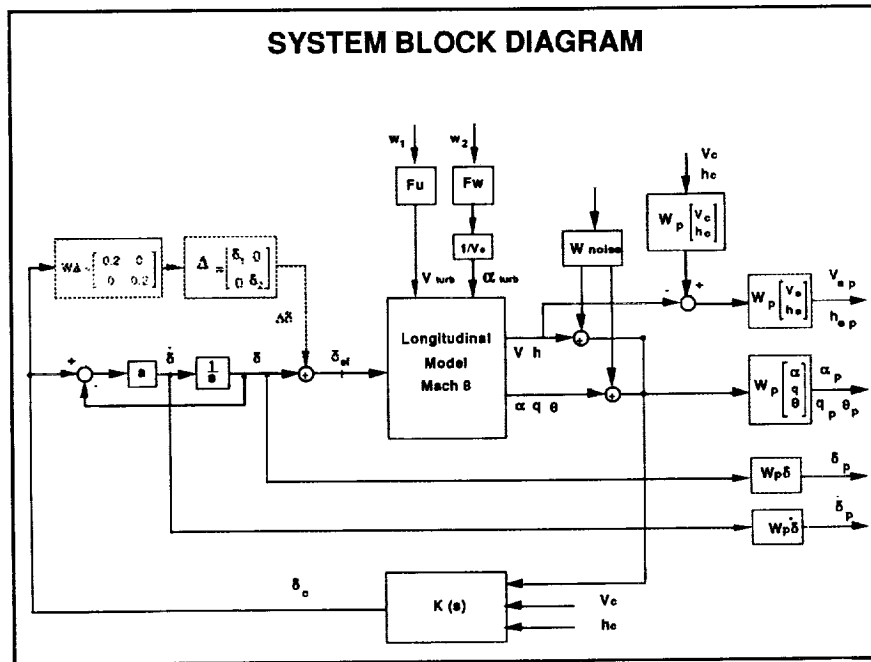 SYSTEM BLOCK DIAGRAM
w1 w2
Vc
hc
Fu Fw
Wp [Vc hc]
1/Vo
W noise
WΔ = [0.2 0 0 0.2]
Δ = [δ1 0 0 δ2]
V turb α turb
Δδ
- +
Wp [Ve he]
Ve p
he p
Longitudinal
Model
Mach 8
V h
+
α q θ
+
Wp [α q θ]
αp
qp θp
+ -
a
δ̇
1/s
δ
+
Wpδ
δp
Wpδ̇
δ̇p
δc
K (s)
Vc
hc